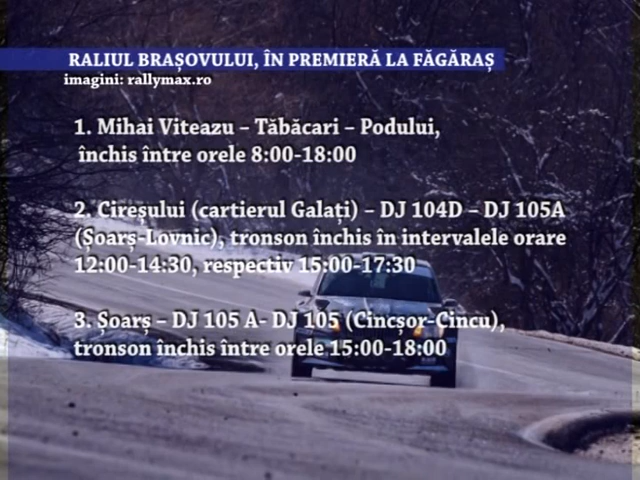 RALIUL BRAȘOVULUI, ÎN PREMIERĂ LA FĂGĂRAȘ
imagini: rallymax.ro
1. Mihai Viteazu – Tăbăcari – Podului,
închis între orele 8:00-18:00
2. Cireșului (cartierul Galați) – DJ 104D – DJ 105A
(Șoarș-Lovnic), tronson închis în intervalele orare
12:00-14:30, respectiv 15:00-17:30
3. Șoarș – DJ 105 A- DJ 105 (Cincșor-Cincu),
tronson închis între orele 15:00-18:00